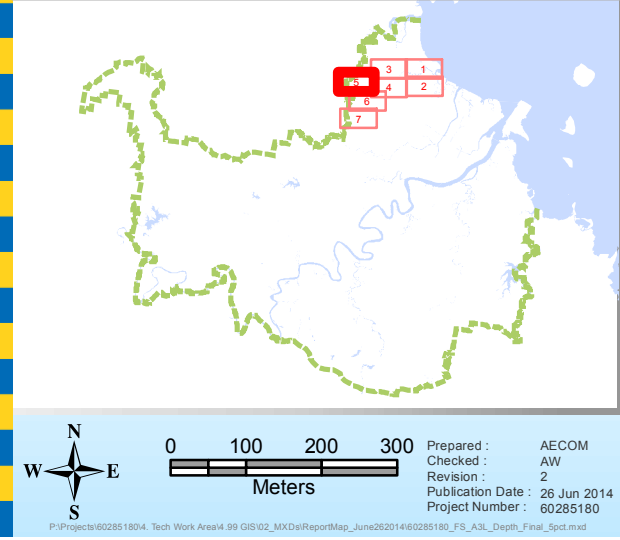 3 1
5 4 2
6
7
N
W E
S
0 100 200 300
Meters
Prepared : AECOM
Checked : AW
Revision : 2
Publication Date : 26 Jun 2014
Project Number : 60285180
P:\Projects\60285180\4. Tech Work Area\4.99 GIS\02_MXDs\ReportMap_June262014\60285180_FS_A3L_Depth_Final_5pct.mxd